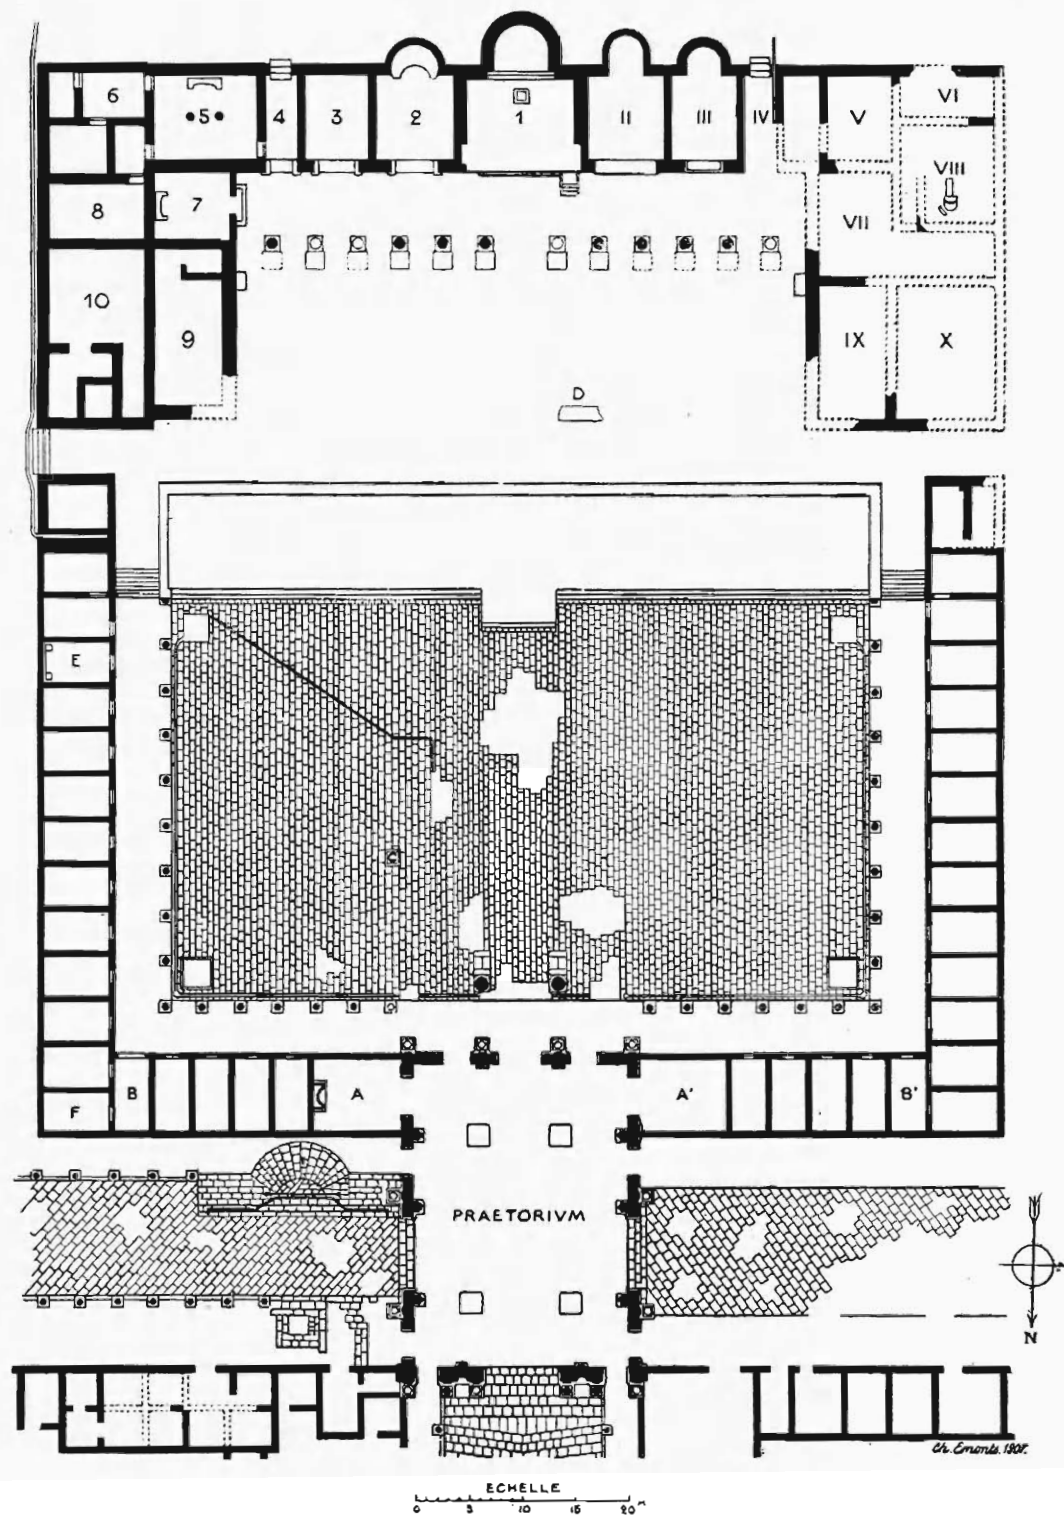 6
5 4 3 2 1 II III IV V VI
8 7 VII VIII
10
9 IX X
D
E
C
F B A A' B'
PRAETORIVM
N
Ch. Emonts. 1907.
ECHELLE
0 5 10 15 20 m